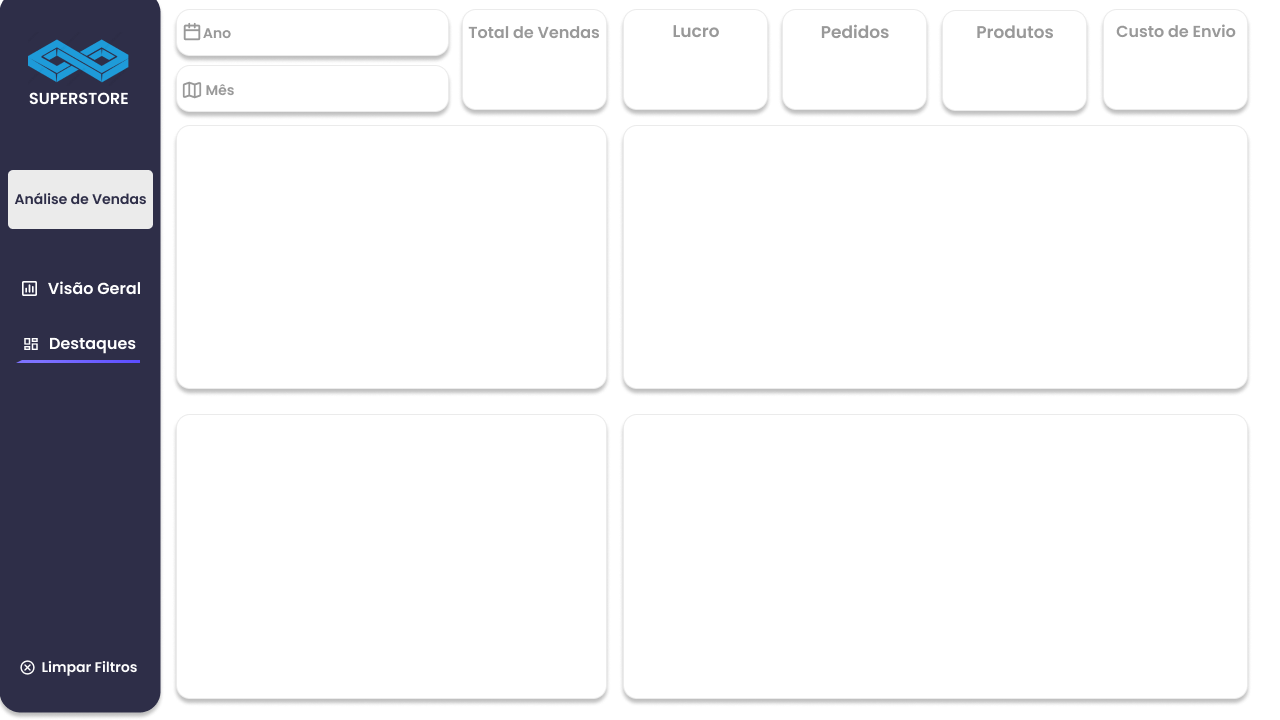 SUPERSTORE
Análise de Vendas
Visão Geral
Destaques
Limpar Filtros
Ano
Mês
Total de Vendas
Lucro
Pedidos
Produtos
Custo de Envio